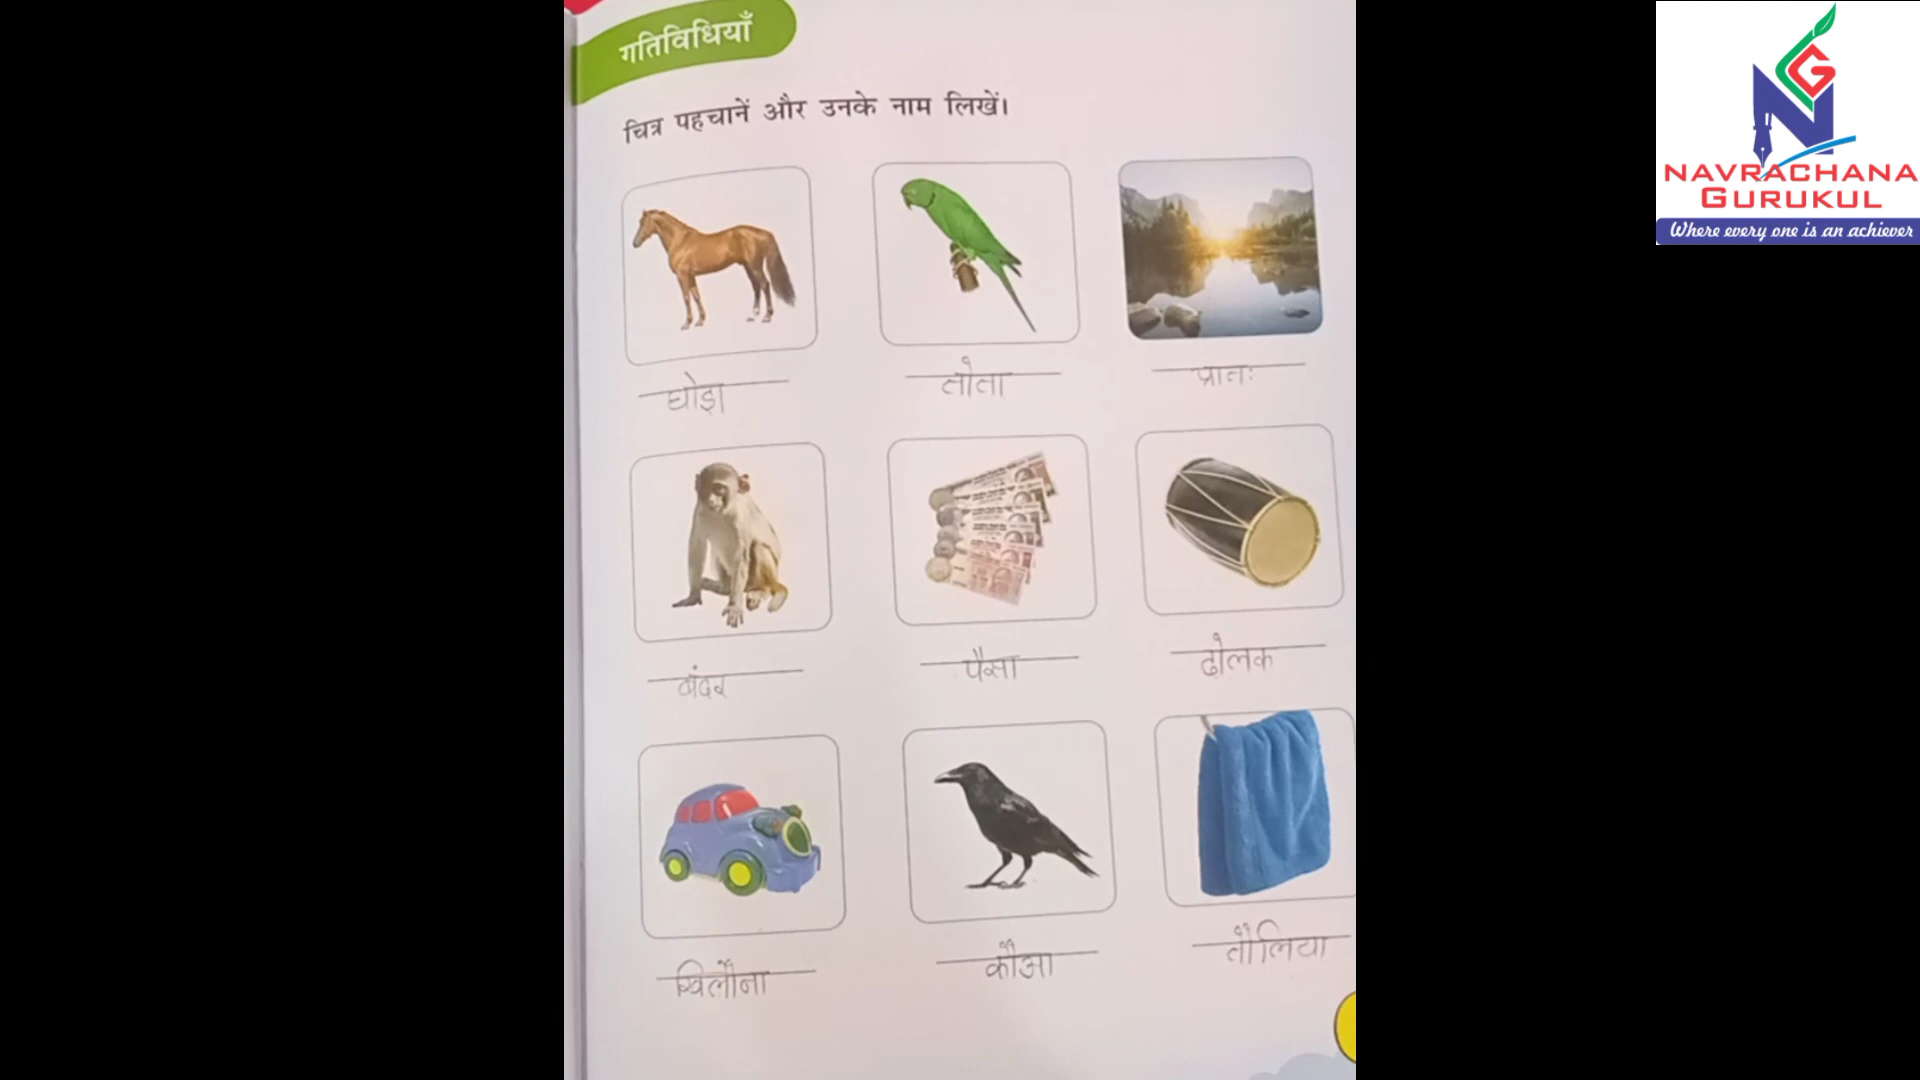 गतिविधियाँ
चित्र पहचानें और उनके नाम लिखें।
घोड़ा
तोता
प्रातः
बंदर
पैसा
ढोलक
खिलौना
कौआ
तौलिया
NAVRACHANA
GURUKUL
Where every one is an achiever